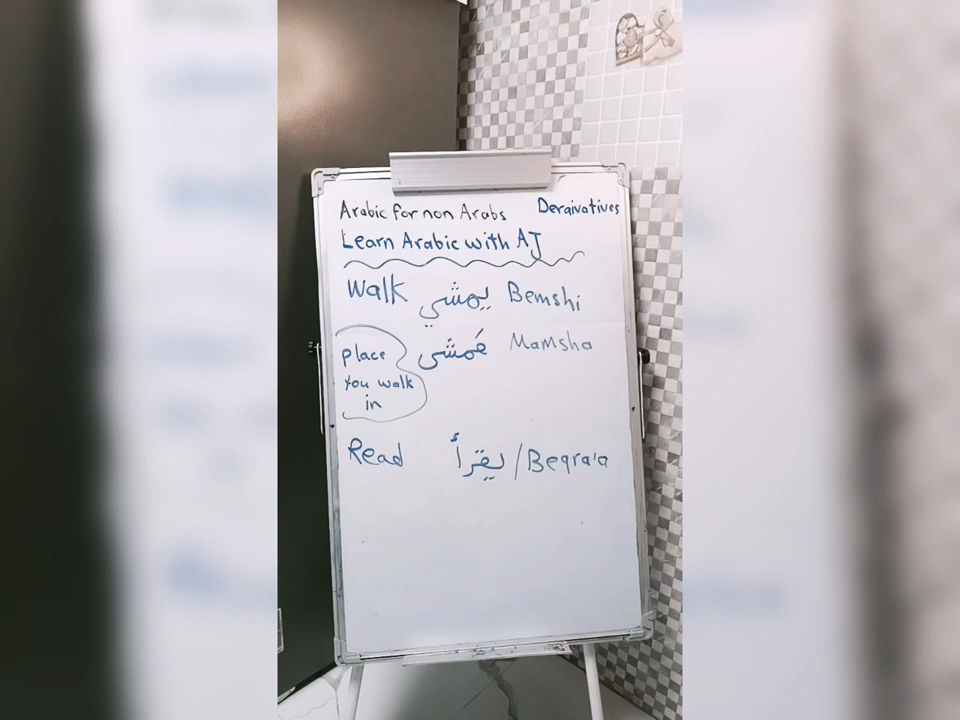 Arabic for non Arabs Deraivatives
Learn Arabic with AJ
Walk يمشي Bemshi
place you walk in مَمشى Mamsha
Read يقرأ / Beqra'a